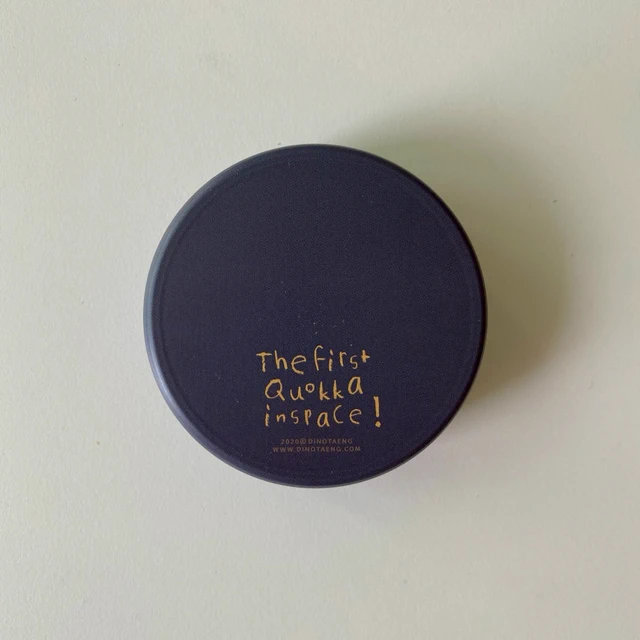 The first
Quokka
inspace!
2020©DINOTAENG
WWW.DINOTAENG.COM